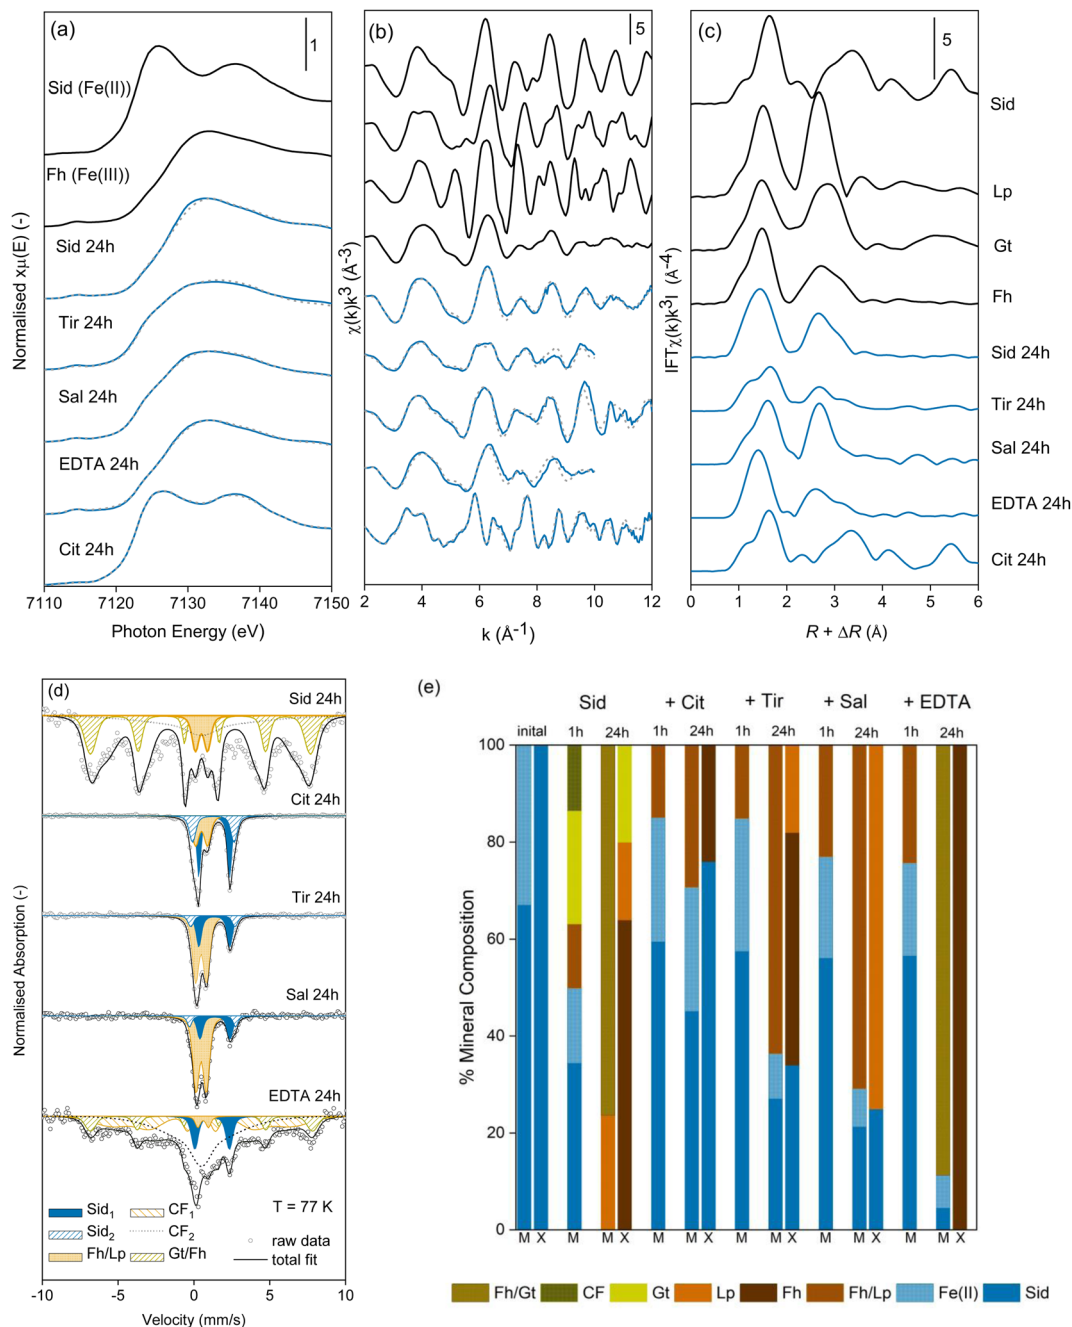 (a)
1
Sid (Fe(II))
Fh (Fe(III))
Sid 24h
Tir 24h
Sal 24h
EDTA 24h
Cit 24h
Normalised xμ(E) (-)
7110 7120 7130 7140 7150
Photon Energy (eV)
(b)
5
χ(k)k³ (Å-3)
2 4 6 8 10 12
k (Å-1)
(c)
5
Sid
Lp
Gt
Fh
Sid 24h
Tir 24h
Sal 24h
EDTA 24h
Cit 24h
IFTχ(k)k³I (Å-4)
0 1 2 3 4 5 6
R + ΔR (Å)
(d)
Sid 24h
Cit 24h
Tir 24h
Sal 24h
EDTA 24h
Normalised Absorption (-)
T = 77 K
Sid1 CF1
Sid2 CF2 raw data
Fh/Lp Gt/Fh total fit
-10 -5 0 5 10
Velocity (mm/s)
(e)
Sid + Cit + Tir + Sal + EDTA
inital 1h 24h 1h 24h 1h 24h 1h 24h 1h 24h
% Mineral Composition
100
80
60
40
20
0
M X M M X M M X M M X M M X M M X
Fh/Gt CF Gt Lp Fh Fh/Lp Fe(II) Sid